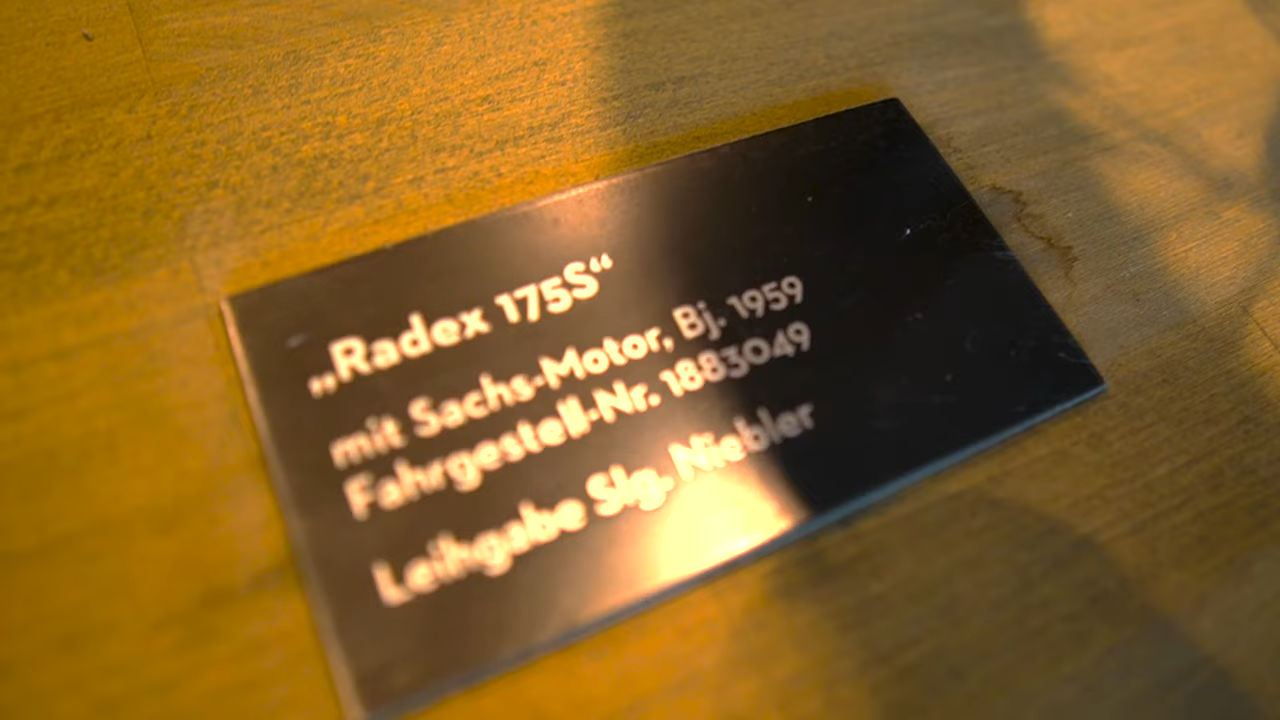 „Radex 175S“
mit Sachs-Motor, Bj. 1959
Fahrgestell-Nr. 1883049
Leihgabe Slg. Niebler